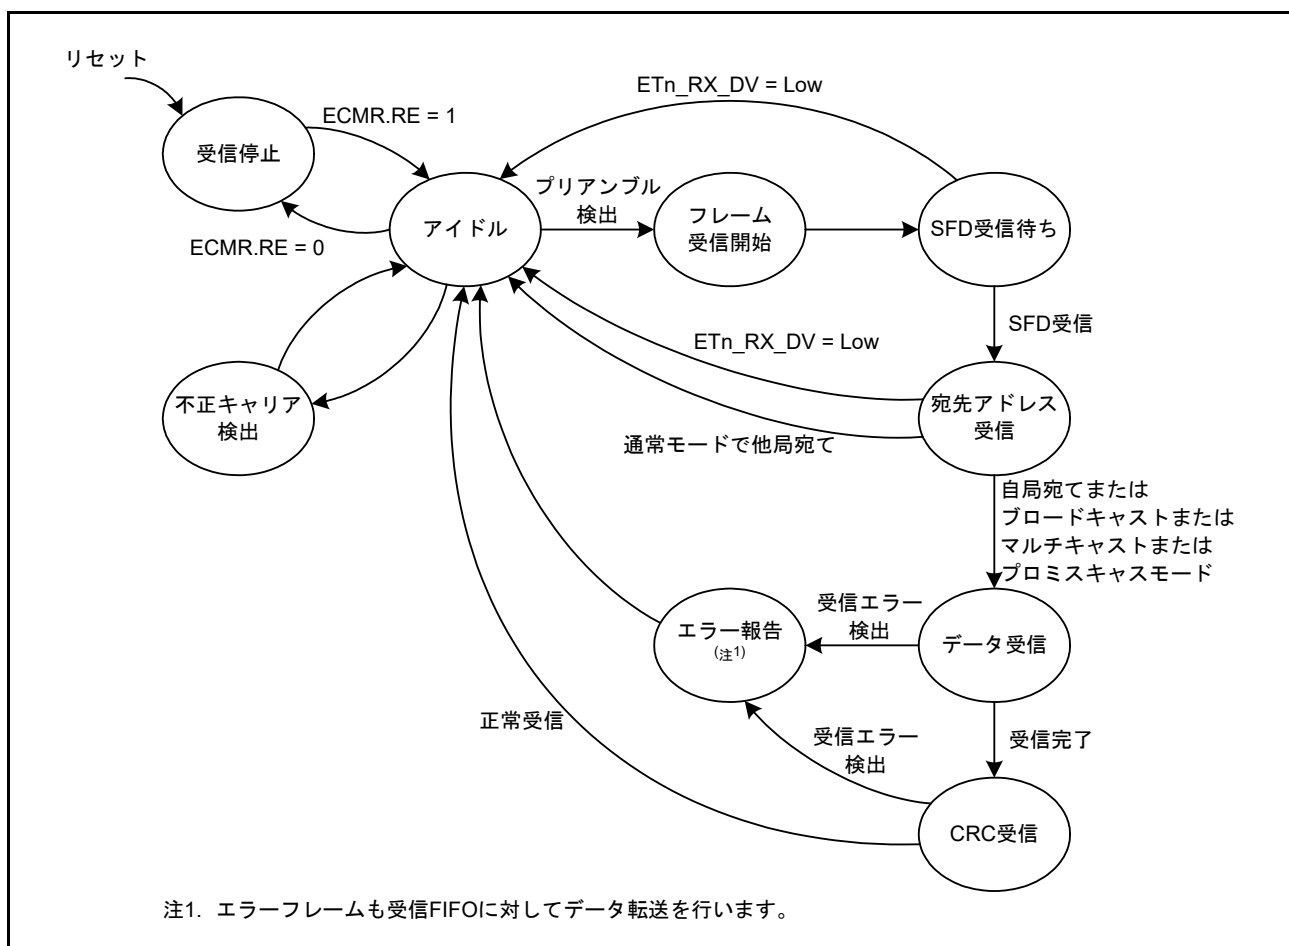 リセット
ECMR.RE = 1
受信停止
ETn_RX_DV = Low
プリアンブル
検出
アイドル
フレーム
受信開始
SFD受信待ち
ECMR.RE = 0
SFD受信
ETn_RX_DV = Low
不正キャリア
検出
宛先アドレス
受信
通常モードで他局宛て
自局宛てまたは
ブロードキャストまたは
マルチキャストまたは
プロミスキャスモード
受信エラー
検出
エラー報告
(注1)
データ受信
正常受信
受信エラー
検出
受信完了
CRC受信
注1. エラーフレームも受信FIFOに対してデータ転送を行います。